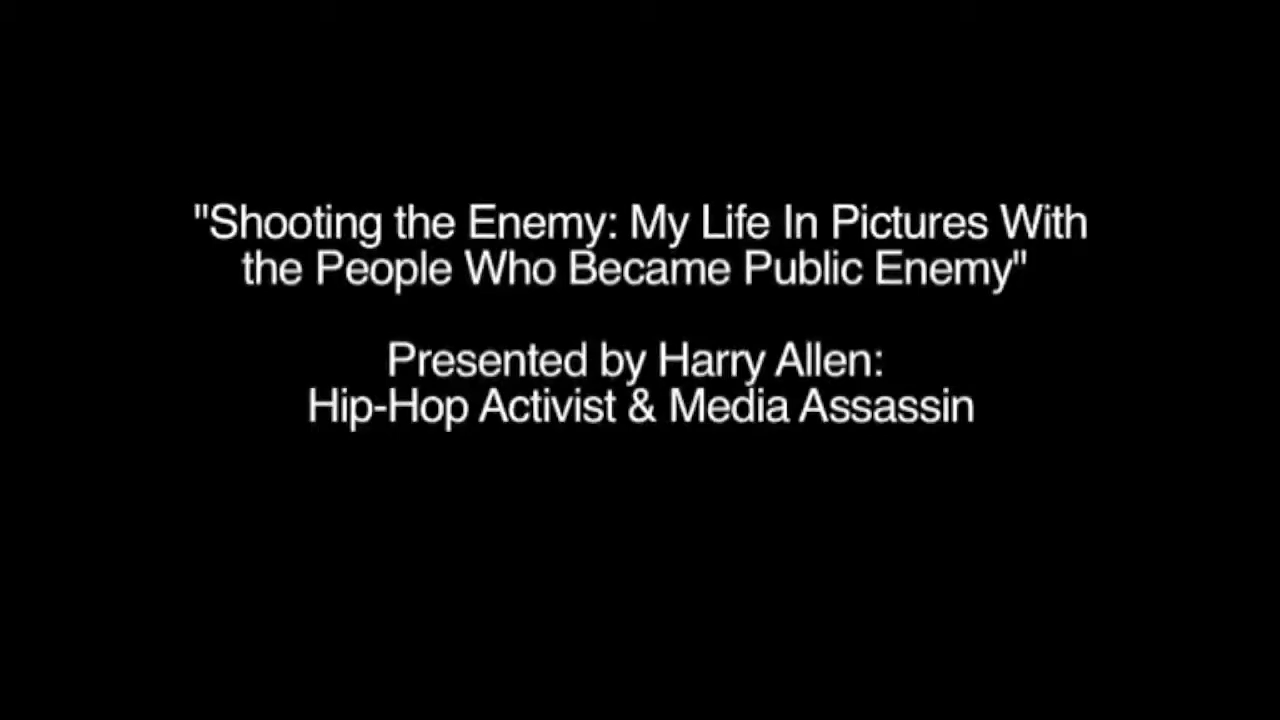 "Shooting the Enemy: My Life In Pictures With
the People Who Became Public Enemy"
Presented by Harry Allen:
Hip-Hop Activist & Media Assassin